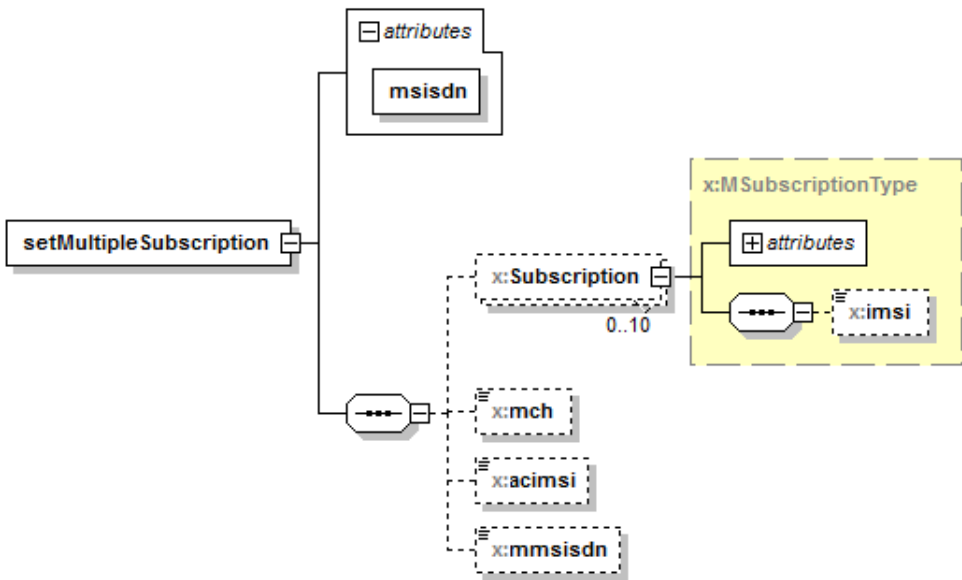 attributes
msisdn
x:MSubscriptionType
setMultipleSubscription
attributes
x:Subscription
0..10
x:imsi
x:mch
x:acimsi
x:mmsisdn